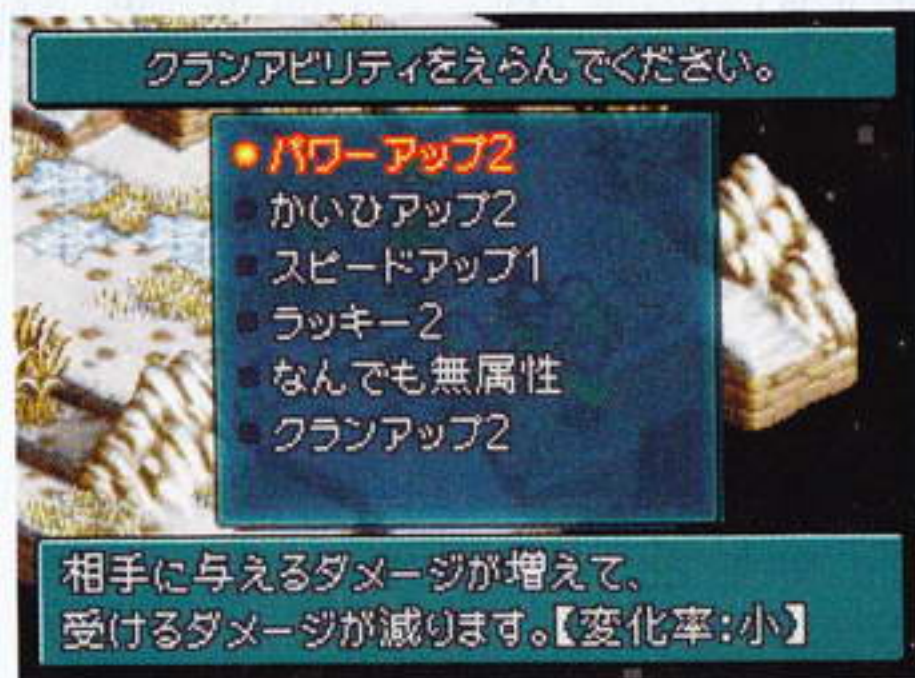 クランアビリティをえらんでください。
パワーアップ2
かいひアップ2
スピードアップ1
ラッキー2
なんでも無属性
クランアップ2
相手に与えるダメージが増えて、
受けるダメージが減ります。【変化率:小】